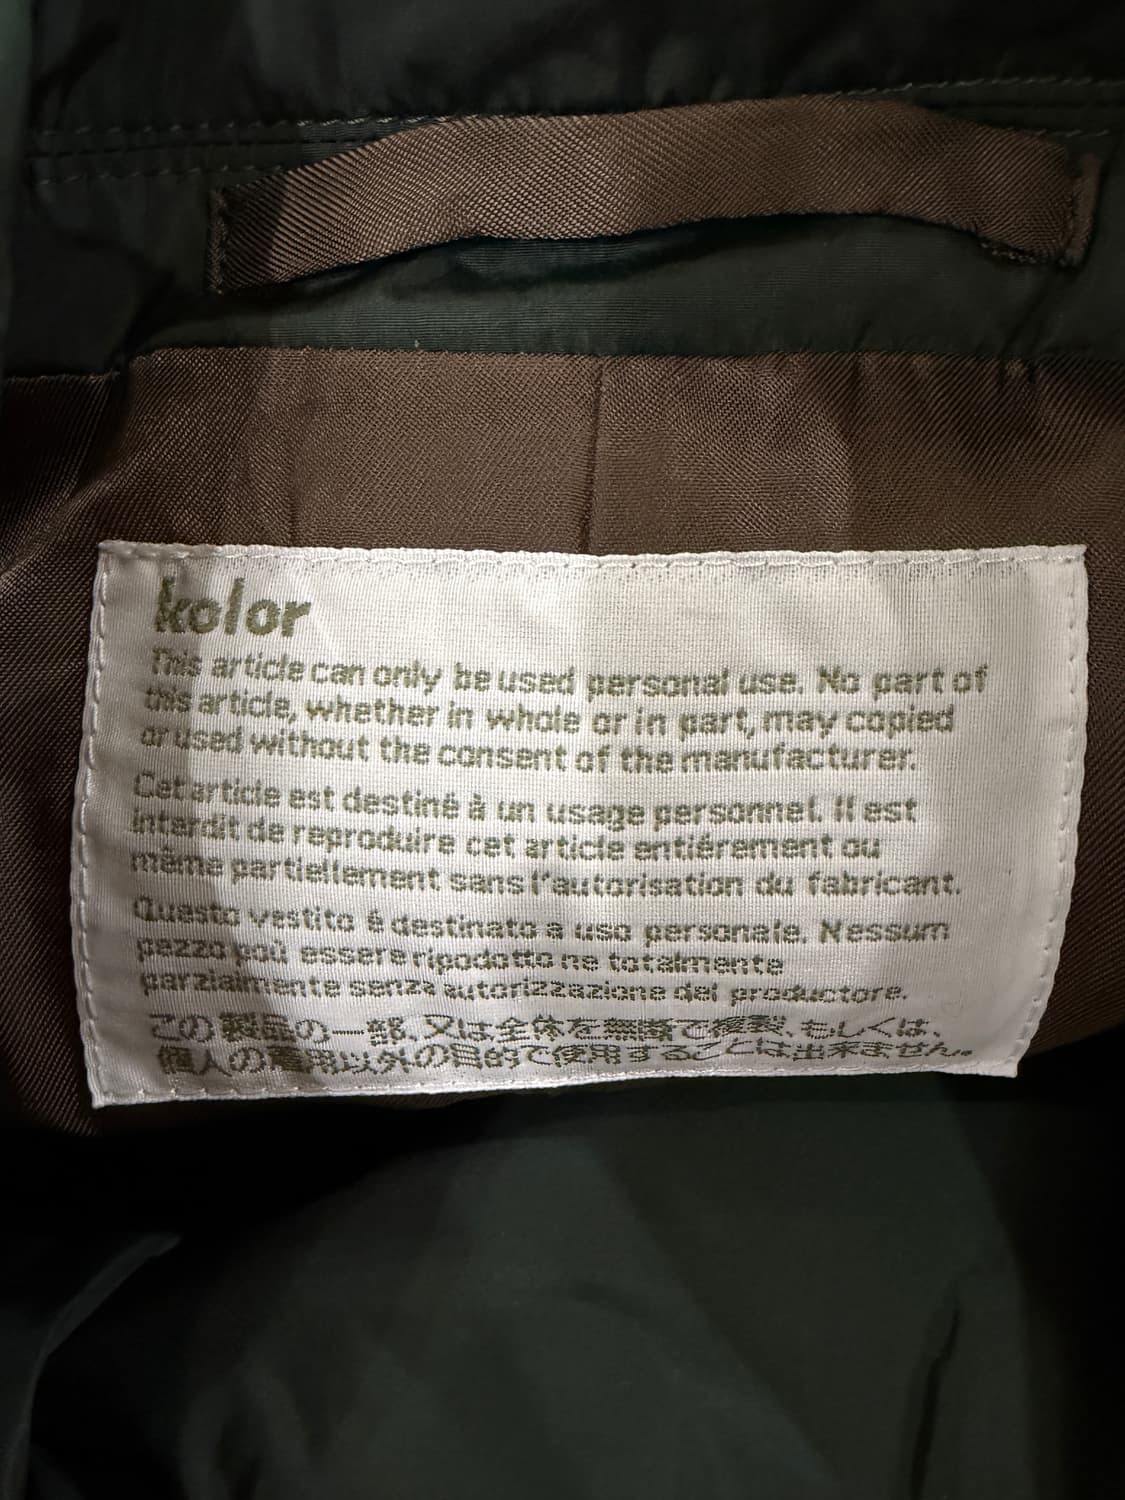 kolor
This article can only be used personal use. No part of
this article, whether in whole or in part, may copied
or used without the consent of the manufacturer.
Cet article est destiné à un usage personnel. Il est
interdit de reproduire cet article entiérement ou
même partiellement sans l'autorisation du fabricant.
Questo vestito è destinato a uso personale. Nessum
pezzo poù essere ripodotto ne totalmente
parzialmente senza autorizzazione del productore.
この製品の一部、又は全体を無断で複製、もしくは、
個人の着用以外の目的で使用することは出来ません。